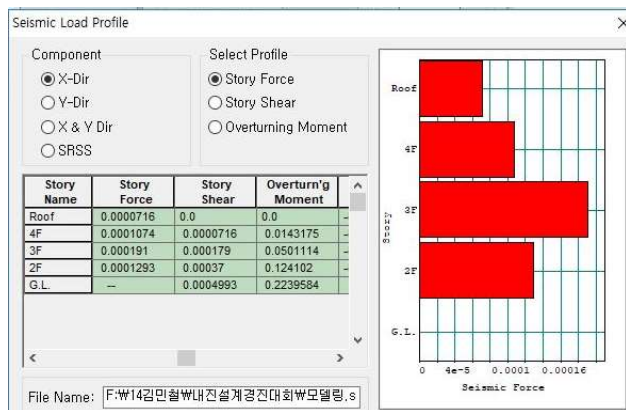 Seismic Load Profile
Component
X-Dir
Y-Dir
X & Y Dir
SRSS
Select Profile
Story Force
Story Shear
Overturning Moment
Story Name Story Force Story Shear Overturn'g Moment
Roof 0.0000716 0.0 0.0
4F 0.0001074 0.0000716 0.0143175
3F 0.000191 0.000179 0.0501114
2F 0.0001293 0.00037 0.124102
G.L. -- 0.0004993 0.2239584
File Name: F:₩14김민철₩내진설계경진대회₩모델링.s
Roof
4F
3F
2F
G.L.
Story
0 4e-5 0.0001 0.00016
Seismic Force